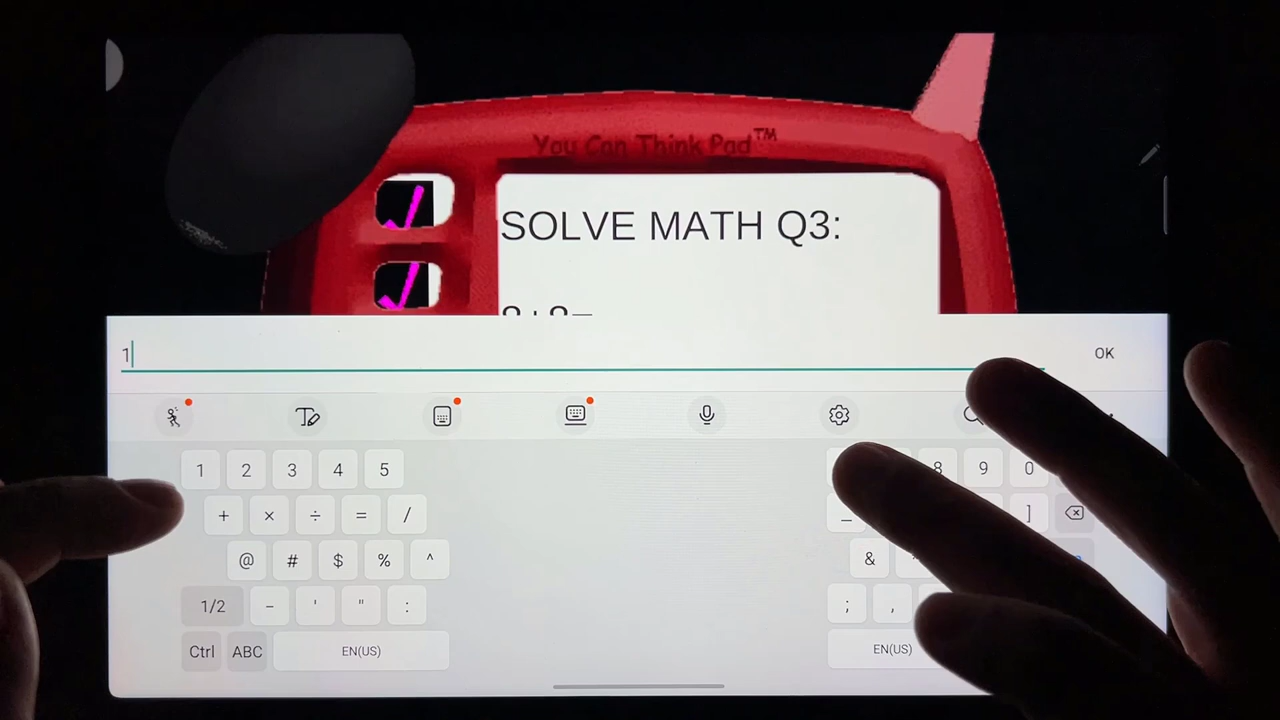 You Can Think Pad™
SOLVE MATH Q3:
1
OK
1 2 3 4 5
8 9 0
+ × ÷ = /
_ ]
@ # $ % ^
&
1/2 - ' " :
; ,
Ctrl ABC EN(US)
EN(US)